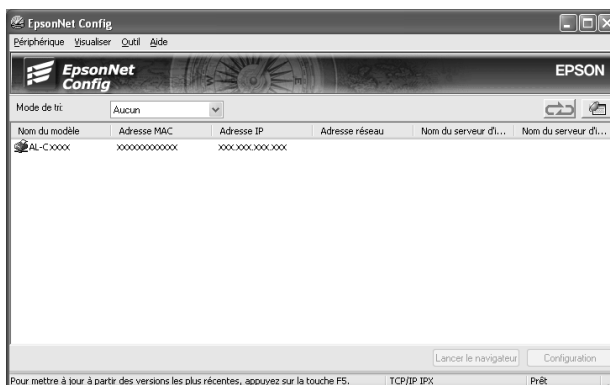 EpsonNet Config
Périphérique Visualiser Outil Aide
EpsonNet
Config
EPSON
Mode de tri: Aucun
Nom du modèle Adresse MAC Adresse IP Adresse réseau Nom du serveur d'i... Nom du serveur d'i...
AL-Cxxxx xxxxxxxxxxxx xxx.xxx.xxx.xxx
Lancer le navigateur Configuration
Pour mettre à jour à partir des versions les plus récentes, appuyez sur la touche F5. TCP/IP IPX Prêt